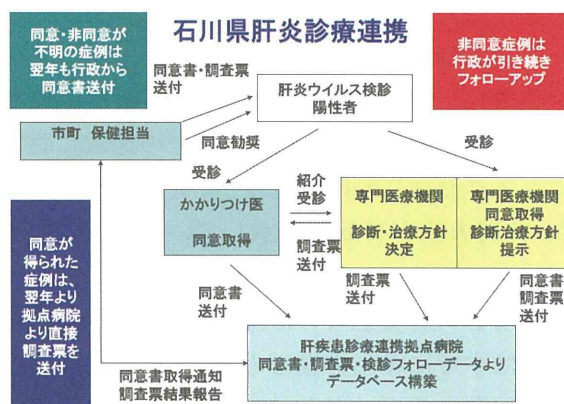 石川県肝炎診療連携
同意・非同意が
不明の症例は
翌年も行政から
同意書送付
非同意症例は
行政が引き続き
フォローアップ
同意書・調査票
送付
肝炎ウイルス検診
陽性者
市町 保健担当
同意勧奨
受診
受診
かかりつけ医
同意取得
紹介
受診
調査票
送付
専門医療機関
診断・治療方針
決定
専門医療機関
同意取得
診断治療方針
提示
同意が
得られた
症例は、
翌年より
拠点病院
より直接
調査票を
送付
同意書
送付
調査票
送付
同意書
調査票
送付
肝疾患診療連携拠点病院
同意書・調査票・検診フォローデータより
データベース構築
同意書取得通知
調査票結果報告